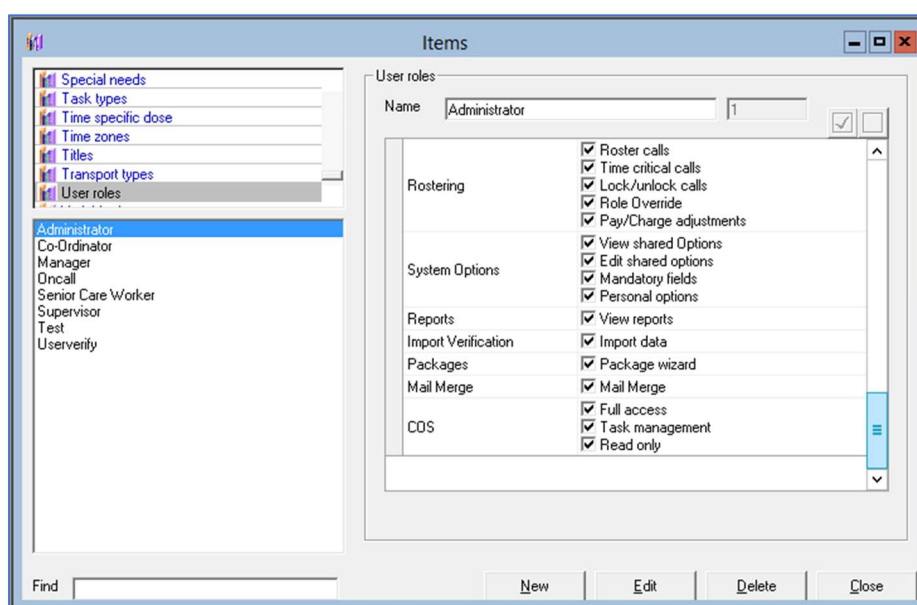 Items
Special needs
Task types
Time specific dose
Time zones
Titles
Transport types
User roles
Administrator
Co-Ordinator
Manager
Oncall
Senior Care Worker
Supervisor
Test
Userverify
Find
User roles
Name Administrator 1
Rostering
Roster calls
Time critical calls
Lock/unlock calls
Role Override
Pay/Charge adjustments
System Options
View shared Options
Edit shared options
Mandatory fields
Personal options
Reports View reports
Import Verification Import data
Packages Package wizard
Mail Merge Mail Merge
COS
Full access
Task management
Read only
New Edit Delete Close